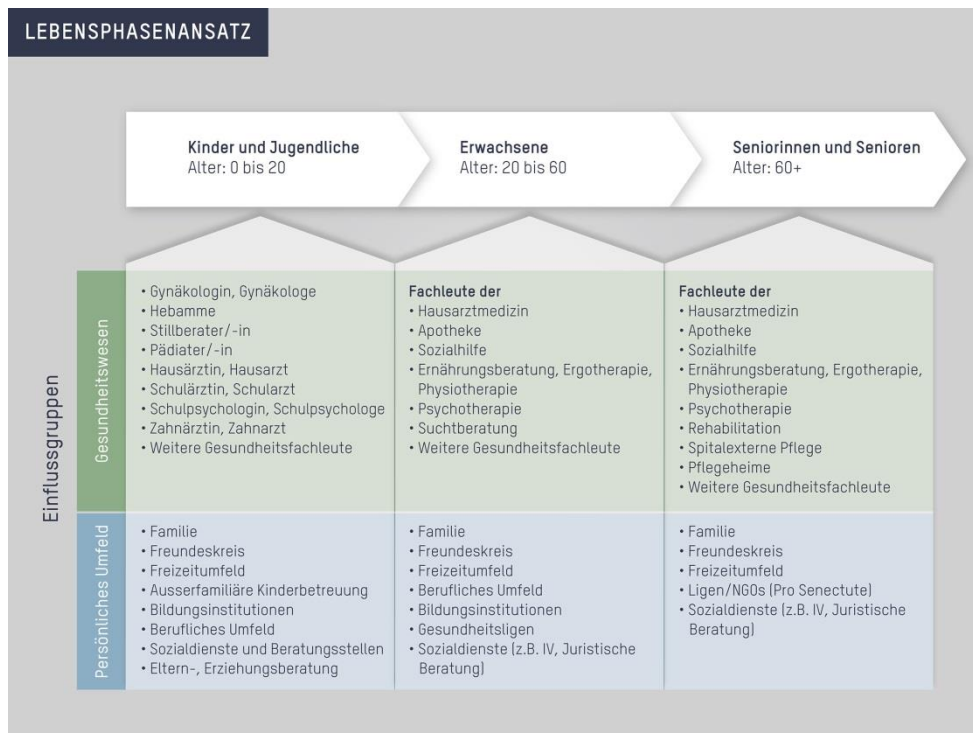 LEBENSPHASENANSATZ
Kinder und Jugendliche
Alter: 0 bis 20
Erwachsene
Alter: 20 bis 60
Seniorinnen und Senioren
Alter: 60+
Einflussgruppen
Gesundheitswesen
• Gynäkologin, Gynäkologe
• Hebamme
• Stillberater/-in
• Pädiater/-in
• Hausärztin, Hausarzt
• Schulärztin, Schularzt
• Schulpsychologin, Schulpsychologe
• Zahnärztin, Zahnarzt
• Weitere Gesundheitsfachleute
Fachleute der
• Hausarztmedizin
• Apotheke
• Sozialhilfe
• Ernährungsberatung, Ergotherapie,
Physiotherapie
• Psychotherapie
• Suchtberatung
• Weitere Gesundheitsfachleute
Fachleute der
• Hausarztmedizin
• Apotheke
• Sozialhilfe
• Ernährungsberatung, Ergotherapie,
Physiotherapie
• Psychotherapie
• Rehabilitation
• Spitalexterne Pflege
• Pflegeheime
• Weitere Gesundheitsfachleute
Persönliches Umfeld
• Familie
• Freundeskreis
• Freizeitumfeld
• Ausserfamiliäre Kinderbetreuung
• Bildungsinstitutionen
• Berufliches Umfeld
• Sozialdienste und Beratungsstellen
• Eltern-, Erziehungsberatung
• Familie
• Freundeskreis
• Freizeitumfeld
• Berufliches Umfeld
• Bildungsinstitutionen
• Gesundheitsligen
• Sozialdienste (z.B. IV, Juristische
Beratung)
• Familie
• Freundeskreis
• Freizeitumfeld
• Ligen/NGOs (Pro Senectute)
• Sozialdienste (z.B. IV, Juristische
Beratung)